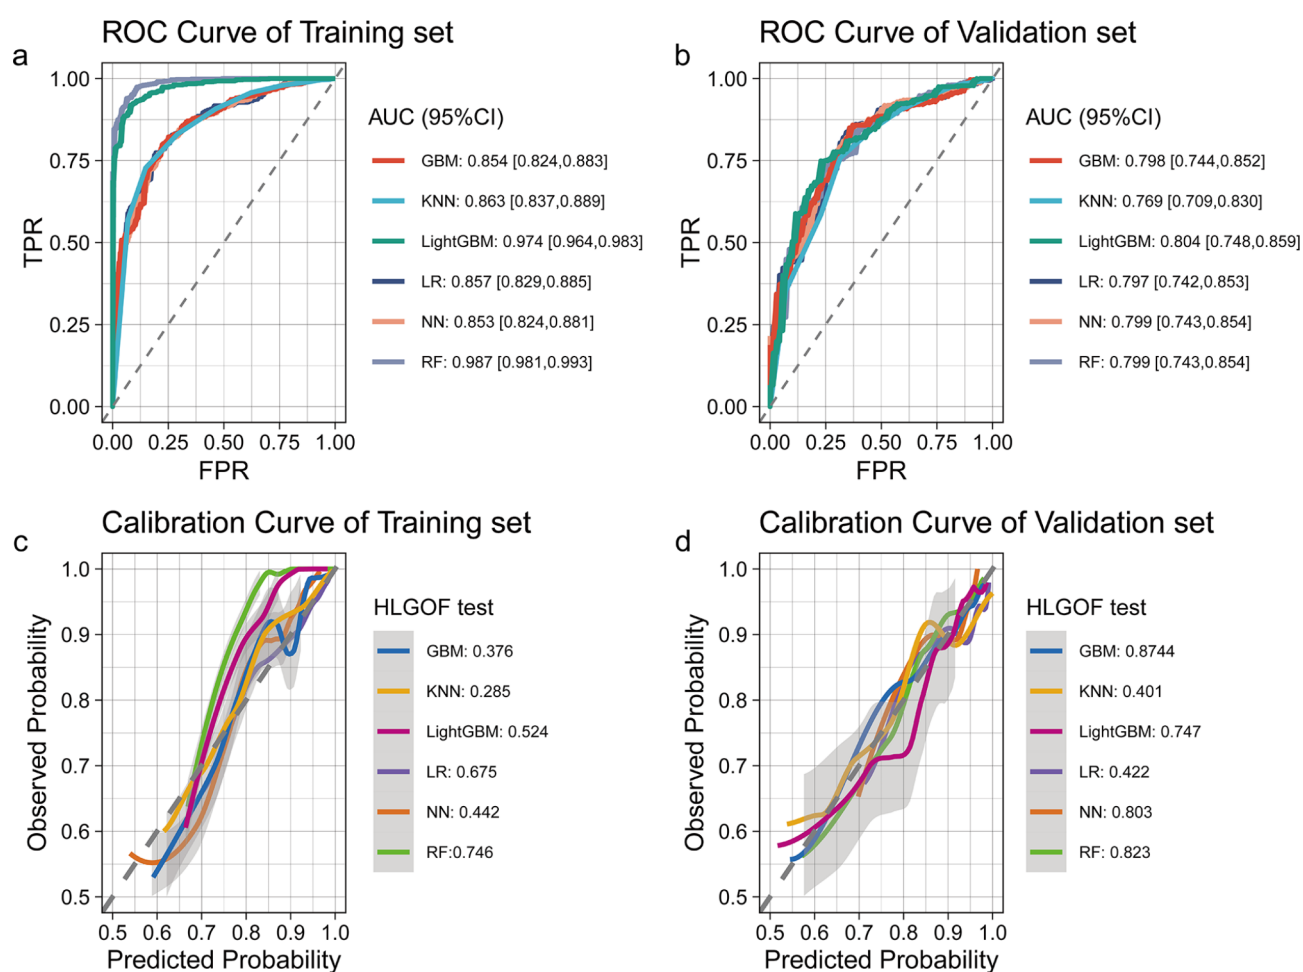 ROC Curve of Training set
a
1.00
0.75
0.50
0.25
0.00
TPR
0.00 0.25 0.50 0.75 1.00
FPR
AUC (95%CI)
GBM: 0.854 [0.824,0.883]
KNN: 0.863 [0.837,0.889]
LightGBM: 0.974 [0.964,0.983]
LR: 0.857 [0.829,0.885]
NN: 0.853 [0.824,0.881]
RF: 0.987 [0.981,0.993]
ROC Curve of Validation set
b
1.00
0.75
0.50
0.25
0.00
TPR
0.00 0.25 0.50 0.75 1.00
FPR
AUC (95%CI)
GBM: 0.798 [0.744,0.852]
KNN: 0.769 [0.709,0.830]
LightGBM: 0.804 [0.748,0.859]
LR: 0.797 [0.742,0.853]
NN: 0.799 [0.743,0.854]
RF: 0.799 [0.743,0.854]
Calibration Curve of Training set
c
1.0
0.9
0.8
0.7
0.6
0.5
Observed Probability
0.5 0.6 0.7 0.8 0.9 1.0
Predicted Probability
HLGOF test
GBM: 0.376
KNN: 0.285
LightGBM: 0.524
LR: 0.675
NN: 0.442
RF:0.746
Calibration Curve of Validation set
d
1.0
0.9
0.8
0.7
0.6
0.5
Observed Probability
0.5 0.6 0.7 0.8 0.9 1.0
Predicted Probability
HLGOF test
GBM: 0.8744
KNN: 0.401
LightGBM: 0.747
LR: 0.422
NN: 0.803
RF: 0.823